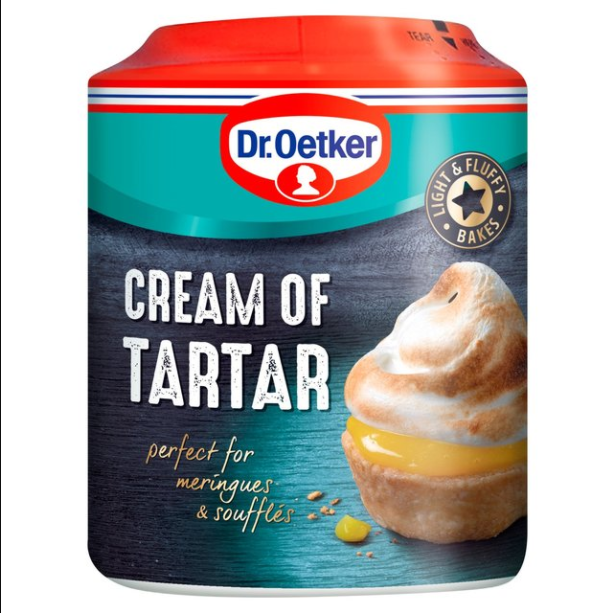 TEAR
Dr.Oetker
LIGHT & FLUFFY
BAKES
CREAM OF
TARTAR
perfect for
meringues
& soufflés